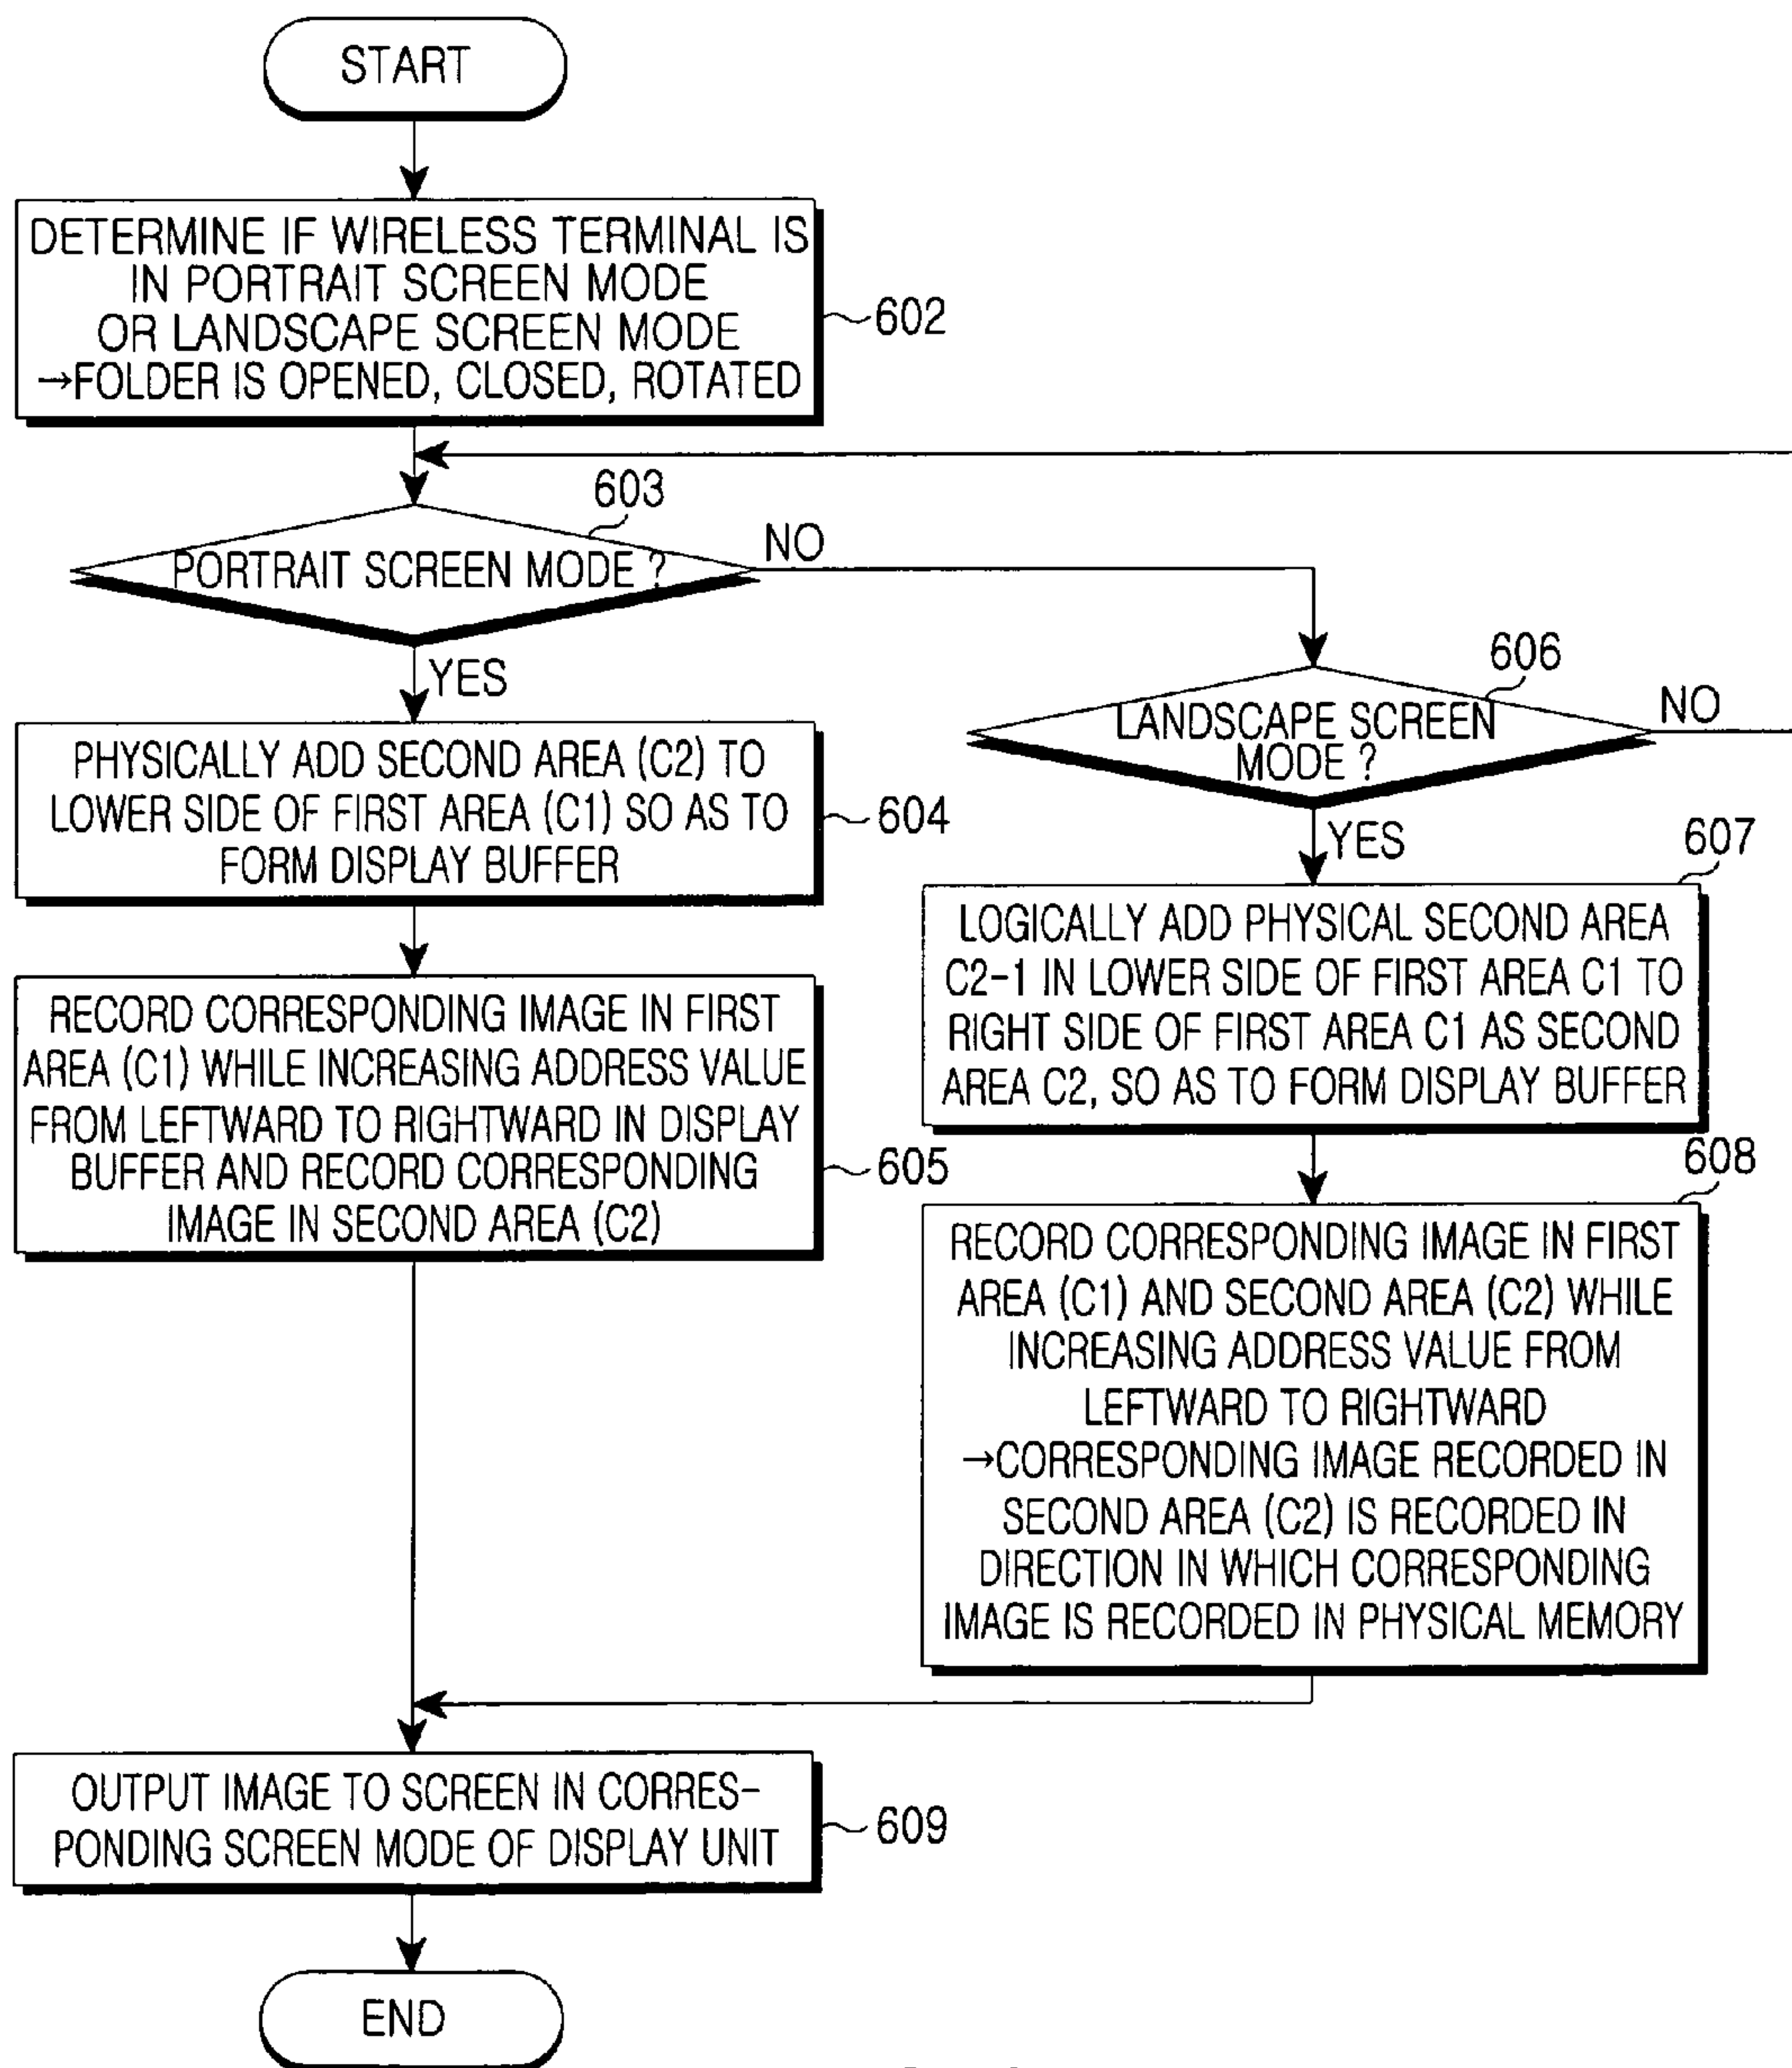 START
DETERMINE IF WIRELESS TERMINAL IS
IN PORTRAIT SCREEN MODE
OR LANDSCAPE SCREEN MODE
→FOLDER IS OPENED, CLOSED, ROTATED
602
603
PORTRAIT SCREEN MODE ?
NO
YES
606
LANDSCAPE SCREEN
MODE ?
NO
YES
PHYSICALLY ADD SECOND AREA (C2) TO
LOWER SIDE OF FIRST AREA (C1) SO AS TO
FORM DISPLAY BUFFER
604
607
LOGICALLY ADD PHYSICAL SECOND AREA
C2-1 IN LOWER SIDE OF FIRST AREA C1 TO
RIGHT SIDE OF FIRST AREA C1 AS SECOND
AREA C2, SO AS TO FORM DISPLAY BUFFER
RECORD CORRESPONDING IMAGE IN FIRST
AREA (C1) WHILE INCREASING ADDRESS VALUE
FROM LEFTWARD TO RIGHTWARD IN DISPLAY
BUFFER AND RECORD CORRESPONDING
IMAGE IN SECOND AREA (C2)
605
608
RECORD CORRESPONDING IMAGE IN FIRST
AREA (C1) AND SECOND AREA (C2) WHILE
INCREASING ADDRESS VALUE FROM
LEFTWARD TO RIGHTWARD
→CORRESPONDING IMAGE RECORDED IN
SECOND AREA (C2) IS RECORDED IN
DIRECTION IN WHICH CORRESPONDING
IMAGE IS RECORDED IN PHYSICAL MEMORY
OUTPUT IMAGE TO SCREEN IN CORRES-
PONDING SCREEN MODE OF DISPLAY UNIT
609
END